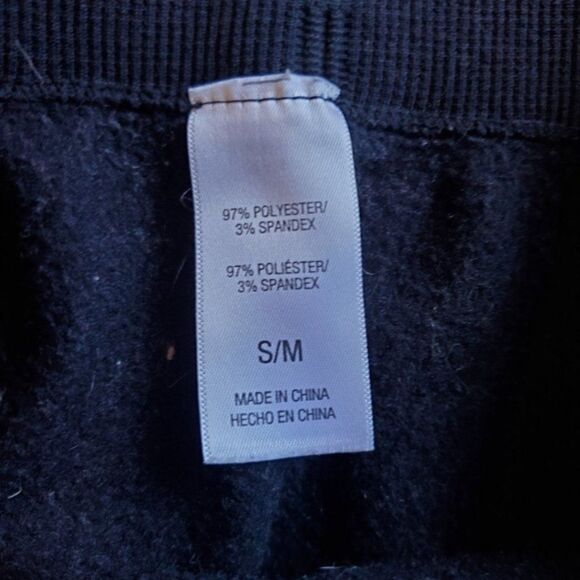 97% POLYESTER/
3% SPANDEX
97% POLIÉSTER/
3% SPANDEX
S/M
MADE IN CHINA
HECHO EN CHINA